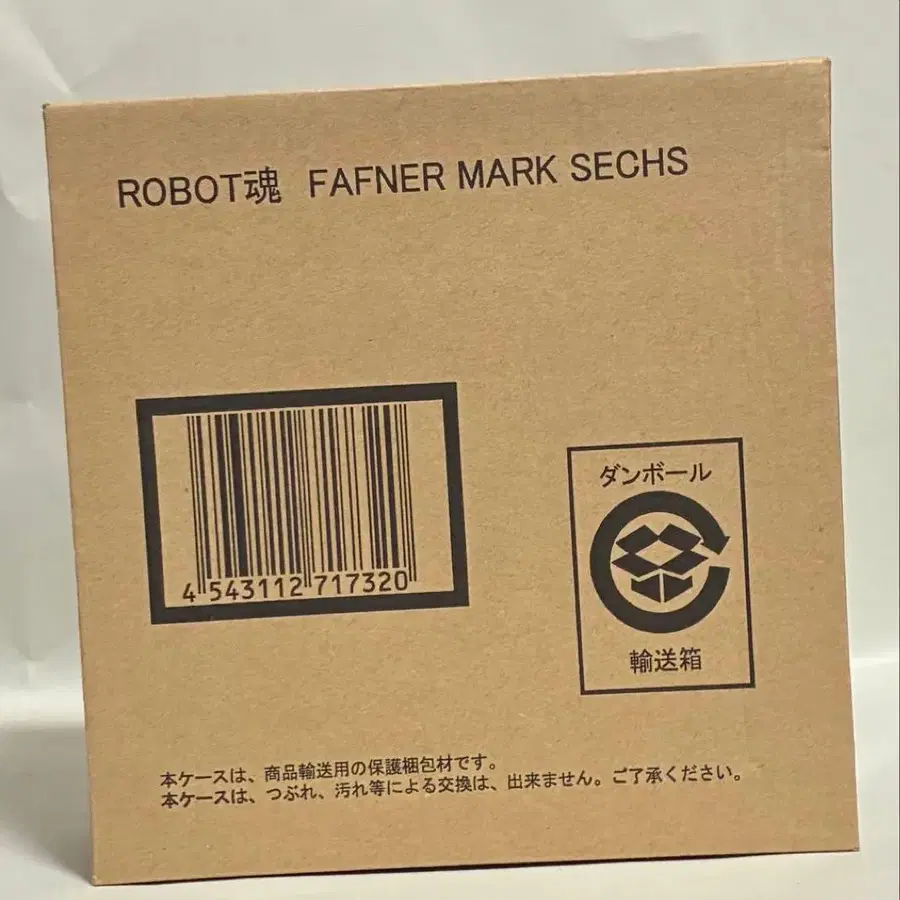 ROBOT魂 FAFNER MARK SECHS
4 543112 717320
ダンボール
輸送箱
本ケースは、商品輸送用の保護梱包材です。
本ケースは、つぶれ、汚れ等による交換は、出来ません。ご了承ください。